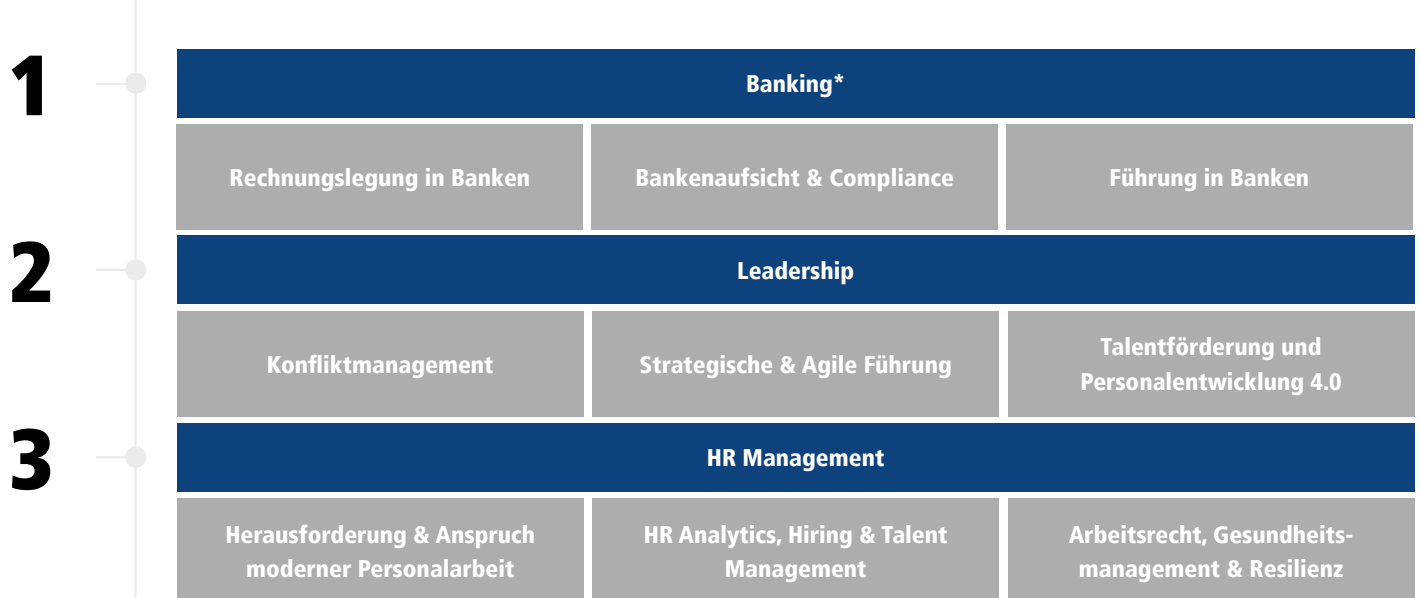 1
Banking*
Rechnungslegung in Banken
Bankenaufsicht & Compliance
Führung in Banken
2
Leadership
Konfliktmanagement
Strategische & Agile Führung
Talentförderung und
Personalentwicklung 4.0
3
HR Management
Herausforderung & Anspruch
moderner Personalarbeit
HR Analytics, Hiring & Talent
Management
Arbeitsrecht, Gesundheits-
management & Resilienz